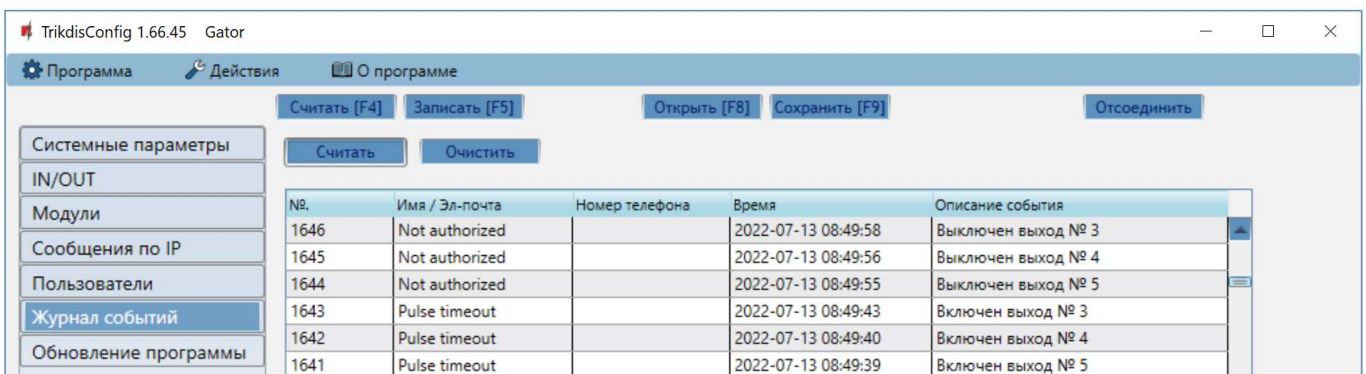 TrikdisConfig 1.66.45 Gator
Программа Действия О программе
Считать [F4] Записать [F5] Открыть [F8] Сохранить [F9] Отсоединить
Считать Очистить
Системные параметры
IN/OUT
Модули
Сообщения по IP
Пользователи
Журнал событий
Обновление программы
№. Имя / Эл-почта Номер телефона Время Описание события
1646 Not authorized 2022-07-13 08:49:58 Выключен выход № 3
1645 Not authorized 2022-07-13 08:49:56 Выключен выход № 4
1644 Not authorized 2022-07-13 08:49:55 Выключен выход № 5
1643 Pulse timeout 2022-07-13 08:49:43 Включен выход № 3
1642 Pulse timeout 2022-07-13 08:49:40 Включен выход № 4
1641 Pulse timeout 2022-07-13 08:49:39 Включен выход № 5